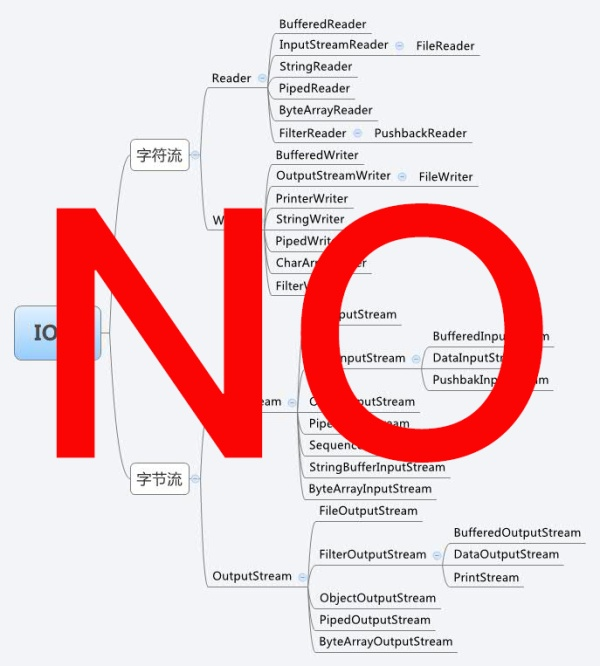 BufferedReader
InputStreamReader FileReader
StringReader
Reader PipedReader
ByteArrayReader
FilterReader PushbackReader
字符流
BufferedWriter
OutputStreamWriter FileWriter
PrinterWriter
StringWriter
NO
IO
BufferedInputStream
DataInputStream
PushbakInputStream
StringBufferInputStream
字节流
ByteArrayInputStream
FileOutputStream
BufferedOutputStream
FilterOutputStream DataOutputStream
OutputStream PrintStream
ObjectOutputStream
PipedOutputStream
ByteArrayOutputStream